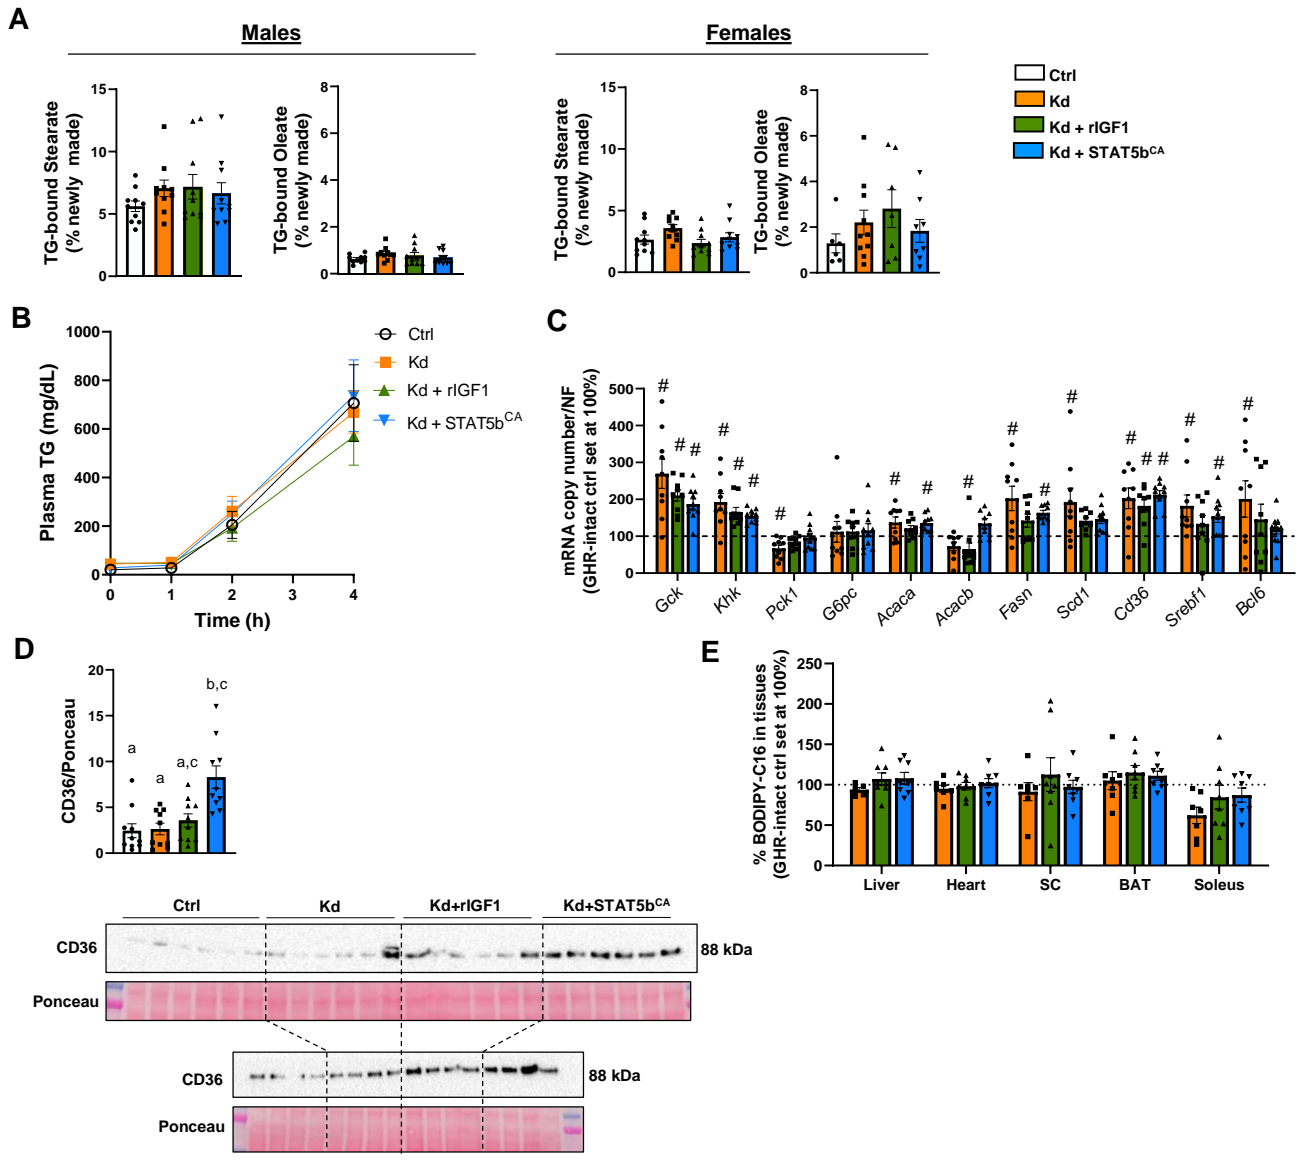 A
Males
Females
TG-bound Stearate
(% newly made)
15
10
5
0
TG-bound Oleate
(% newly made)
8
6
4
2
0
TG-bound Stearate
(% newly made)
15
10
5
0
TG-bound Oleate
(% newly made)
8
6
4
2
0
Ctrl
Kd
Kd + rIGF1
Kd + STAT5bCA
B
Plasma TG (mg/dL)
1000
800
600
400
200
0
0 1 2 3 4
Time (h)
Ctrl
Kd
Kd + rIGF1
Kd + STAT5bCA
C
mRNA copy number/NF
(GHR-intact ctrl set at 100%)
500
400
300
200
100
0
# # # # # # # # # # # # # # # # # #
Gck Khk Pck1 G6pc Acaca Acacb Fasn Scd1 Cd36 Srebf1 Bcl6
D
CD36/Ponceau
20
15
10
5
0
a a a,c b,c
Ctrl Kd Kd+rIGF1 Kd+STAT5bCA
CD36 88 kDa
Ponceau
CD36 88 kDa
Ponceau
E
% BODIPY-C16 in tissues
(GHR-intact ctrl set at 100%)
250
200
150
100
50
0
Liver Heart SC BAT Soleus